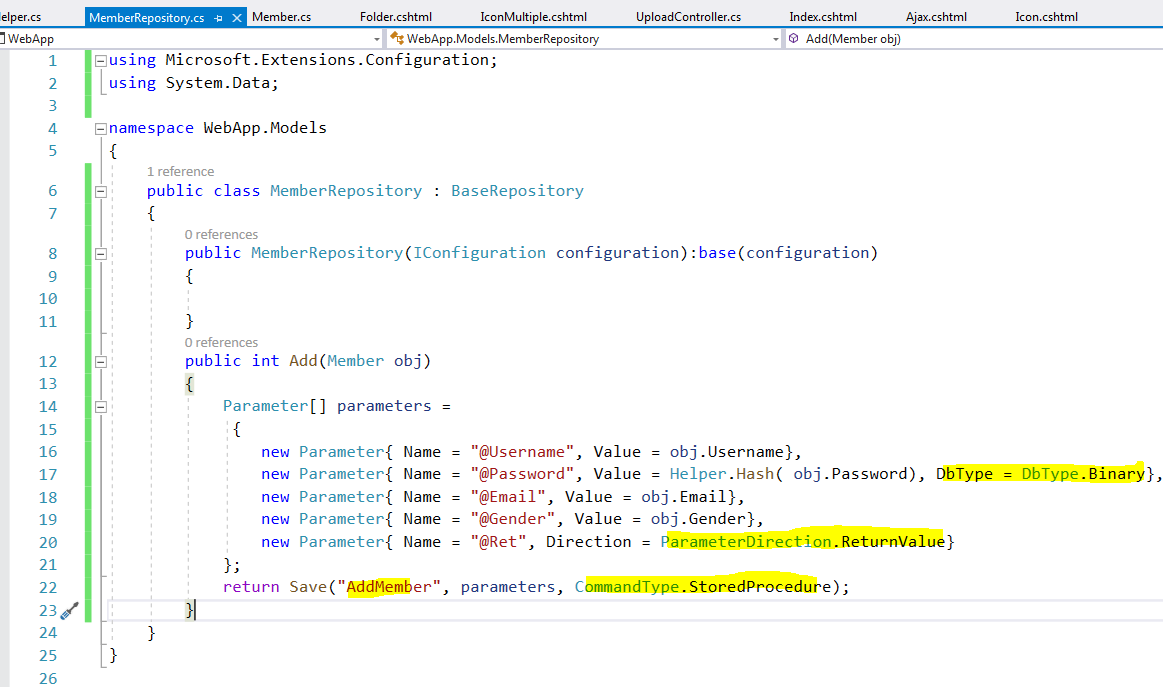 elper.cs MemberRepository.cs Member.cs Folder.cshtml IconMultiple.cshtml UploadController.cs Index.cshtml Ajax.cshtml Icon.cshtml
WebApp WebApp.Models.MemberRepository Add(Member obj)
1 using Microsoft.Extensions.Configuration;
2 using System.Data;
3
4 namespace WebApp.Models
5 {
1 reference
6 public class MemberRepository : BaseRepository
7 {
0 references
8 public MemberRepository(IConfiguration configuration):base(configuration)
9 {
10
11 }
0 references
12 public int Add(Member obj)
13 {
14 Parameter[] parameters =
15 {
16 new Parameter{ Name = "@Username", Value = obj.Username},
17 new Parameter{ Name = "@Password", Value = Helper.Hash( obj.Password), DbType = DbType.Binary},
18 new Parameter{ Name = "@Email", Value = obj.Email},
19 new Parameter{ Name = "@Gender", Value = obj.Gender},
20 new Parameter{ Name = "@Ret", Direction = ParameterDirection.ReturnValue}
21 };
22 return Save("AddMember", parameters, CommandType.StoredProcedure);
23 }
24 }
25 }
26